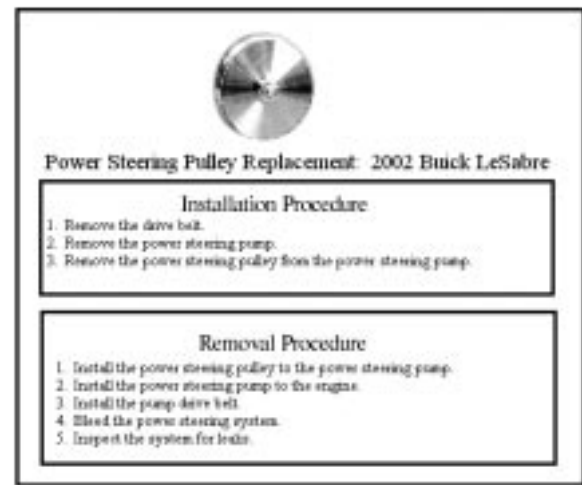 Power Steering Pulley Replacement: 2002 Buick LeSabre
Installation Procedure
1. Remove the drive belt.
2. Remove the power steering pump.
3. Remove the power steering pulley from the power steering pump.
Removal Procedure
1. Install the power steering pulley to the power steering pump.
2. Install the power steering pump to the engine.
3. Install the pump drive belt.
4. Bleed the power steering system.
5. Inspect the system for leaks.